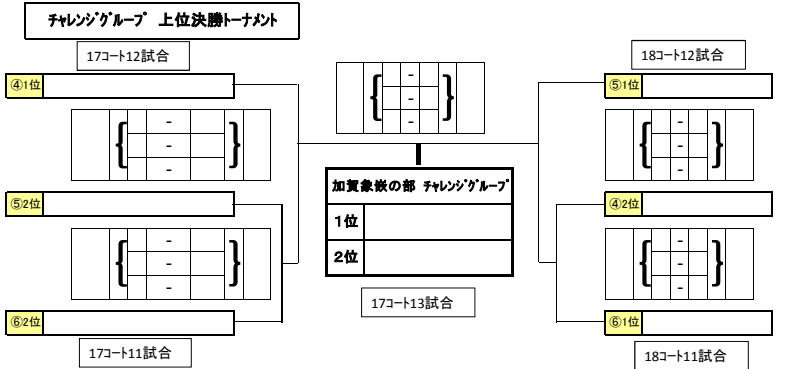 チャレンジグループ 上位決勝トーナメント
17コート12試合
18コート12試合
④1位
⑤1位
{ - - - }
{ - - - }
{ - - - }
加賀象嵌の部 チャレンジグループ
1位
2位
⑤2位
④2位
{ - - - }
{ - - - }
17コート13試合
⑥2位
⑥1位
17コート11試合
18コート11試合